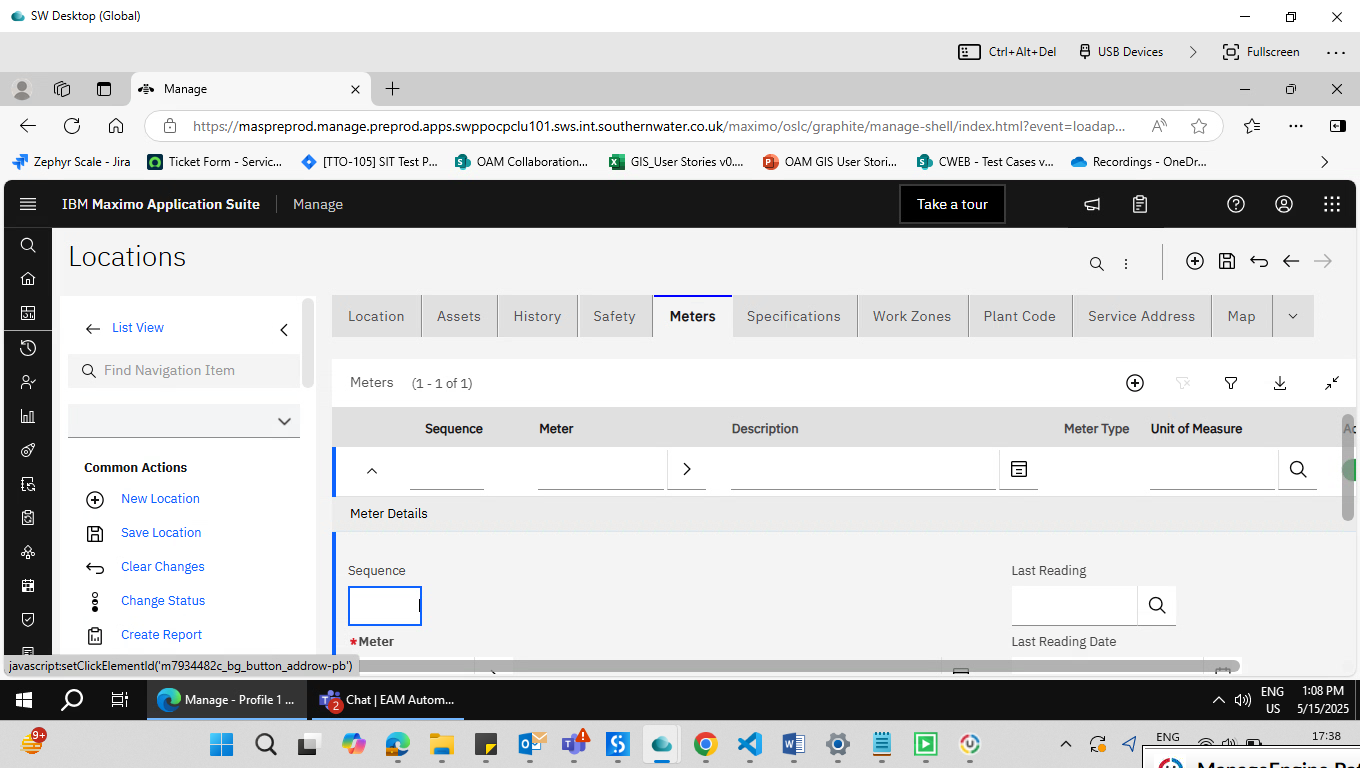 SW Desktop (Global)
Ctrl+Alt+Del
USB Devices
Fullscreen
Manage
https://maspreprod.manage.preprod.apps.swppocpclu101.sws.int.southernwater.co.uk/maximo/oslc/graphite/manage-shell/index.html?event=loadap...
Zephyr Scale - Jira
Ticket Form - Servic...
[TTO-105] SIT Test P...
OAM Collaboration...
GIS_User Stories v0....
OAM GIS User Stori...
CWEB - Test Cases v...
Recordings - OneDr...
IBM Maximo Application Suite
Manage
Take a tour
Locations
List View
Find Navigation Item
Common Actions
New Location
Save Location
Clear Changes
Change Status
Create Report
Location
Assets
History
Safety
Meters
Specifications
Work Zones
Plant Code
Service Address
Map
Meters (1 - 1 of 1)
Sequence
Meter
Description
Meter Type
Unit of Measure
Meter Details
Sequence
Last Reading
*Meter
Last Reading Date
javascript:setClickElementId('m7934482c_bg_button_addrow-pb')
Manage - Profile 1 ...
2
Chat | EAM Autom...
ENG
US
1:08 PM
5/15/2025
9+
ENG
17:38